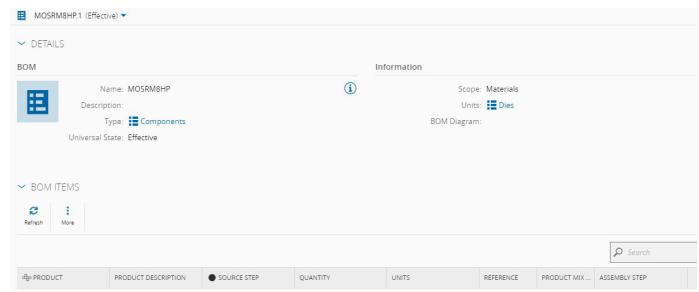 MOSRM8HP.1 (Effective)
DETAILS
BOM
Name: MOSRM8HP
Description:
Type: Components
Universal State: Effective
Information
Scope: Materials
Units: Dies
BOM Diagram:
BOM ITEMS
Refresh More
Search
PRODUCT PRODUCT DESCRIPTION SOURCE STEP QUANTITY UNITS REFERENCE PRODUCT MIX ... ASSEMBLY STEP